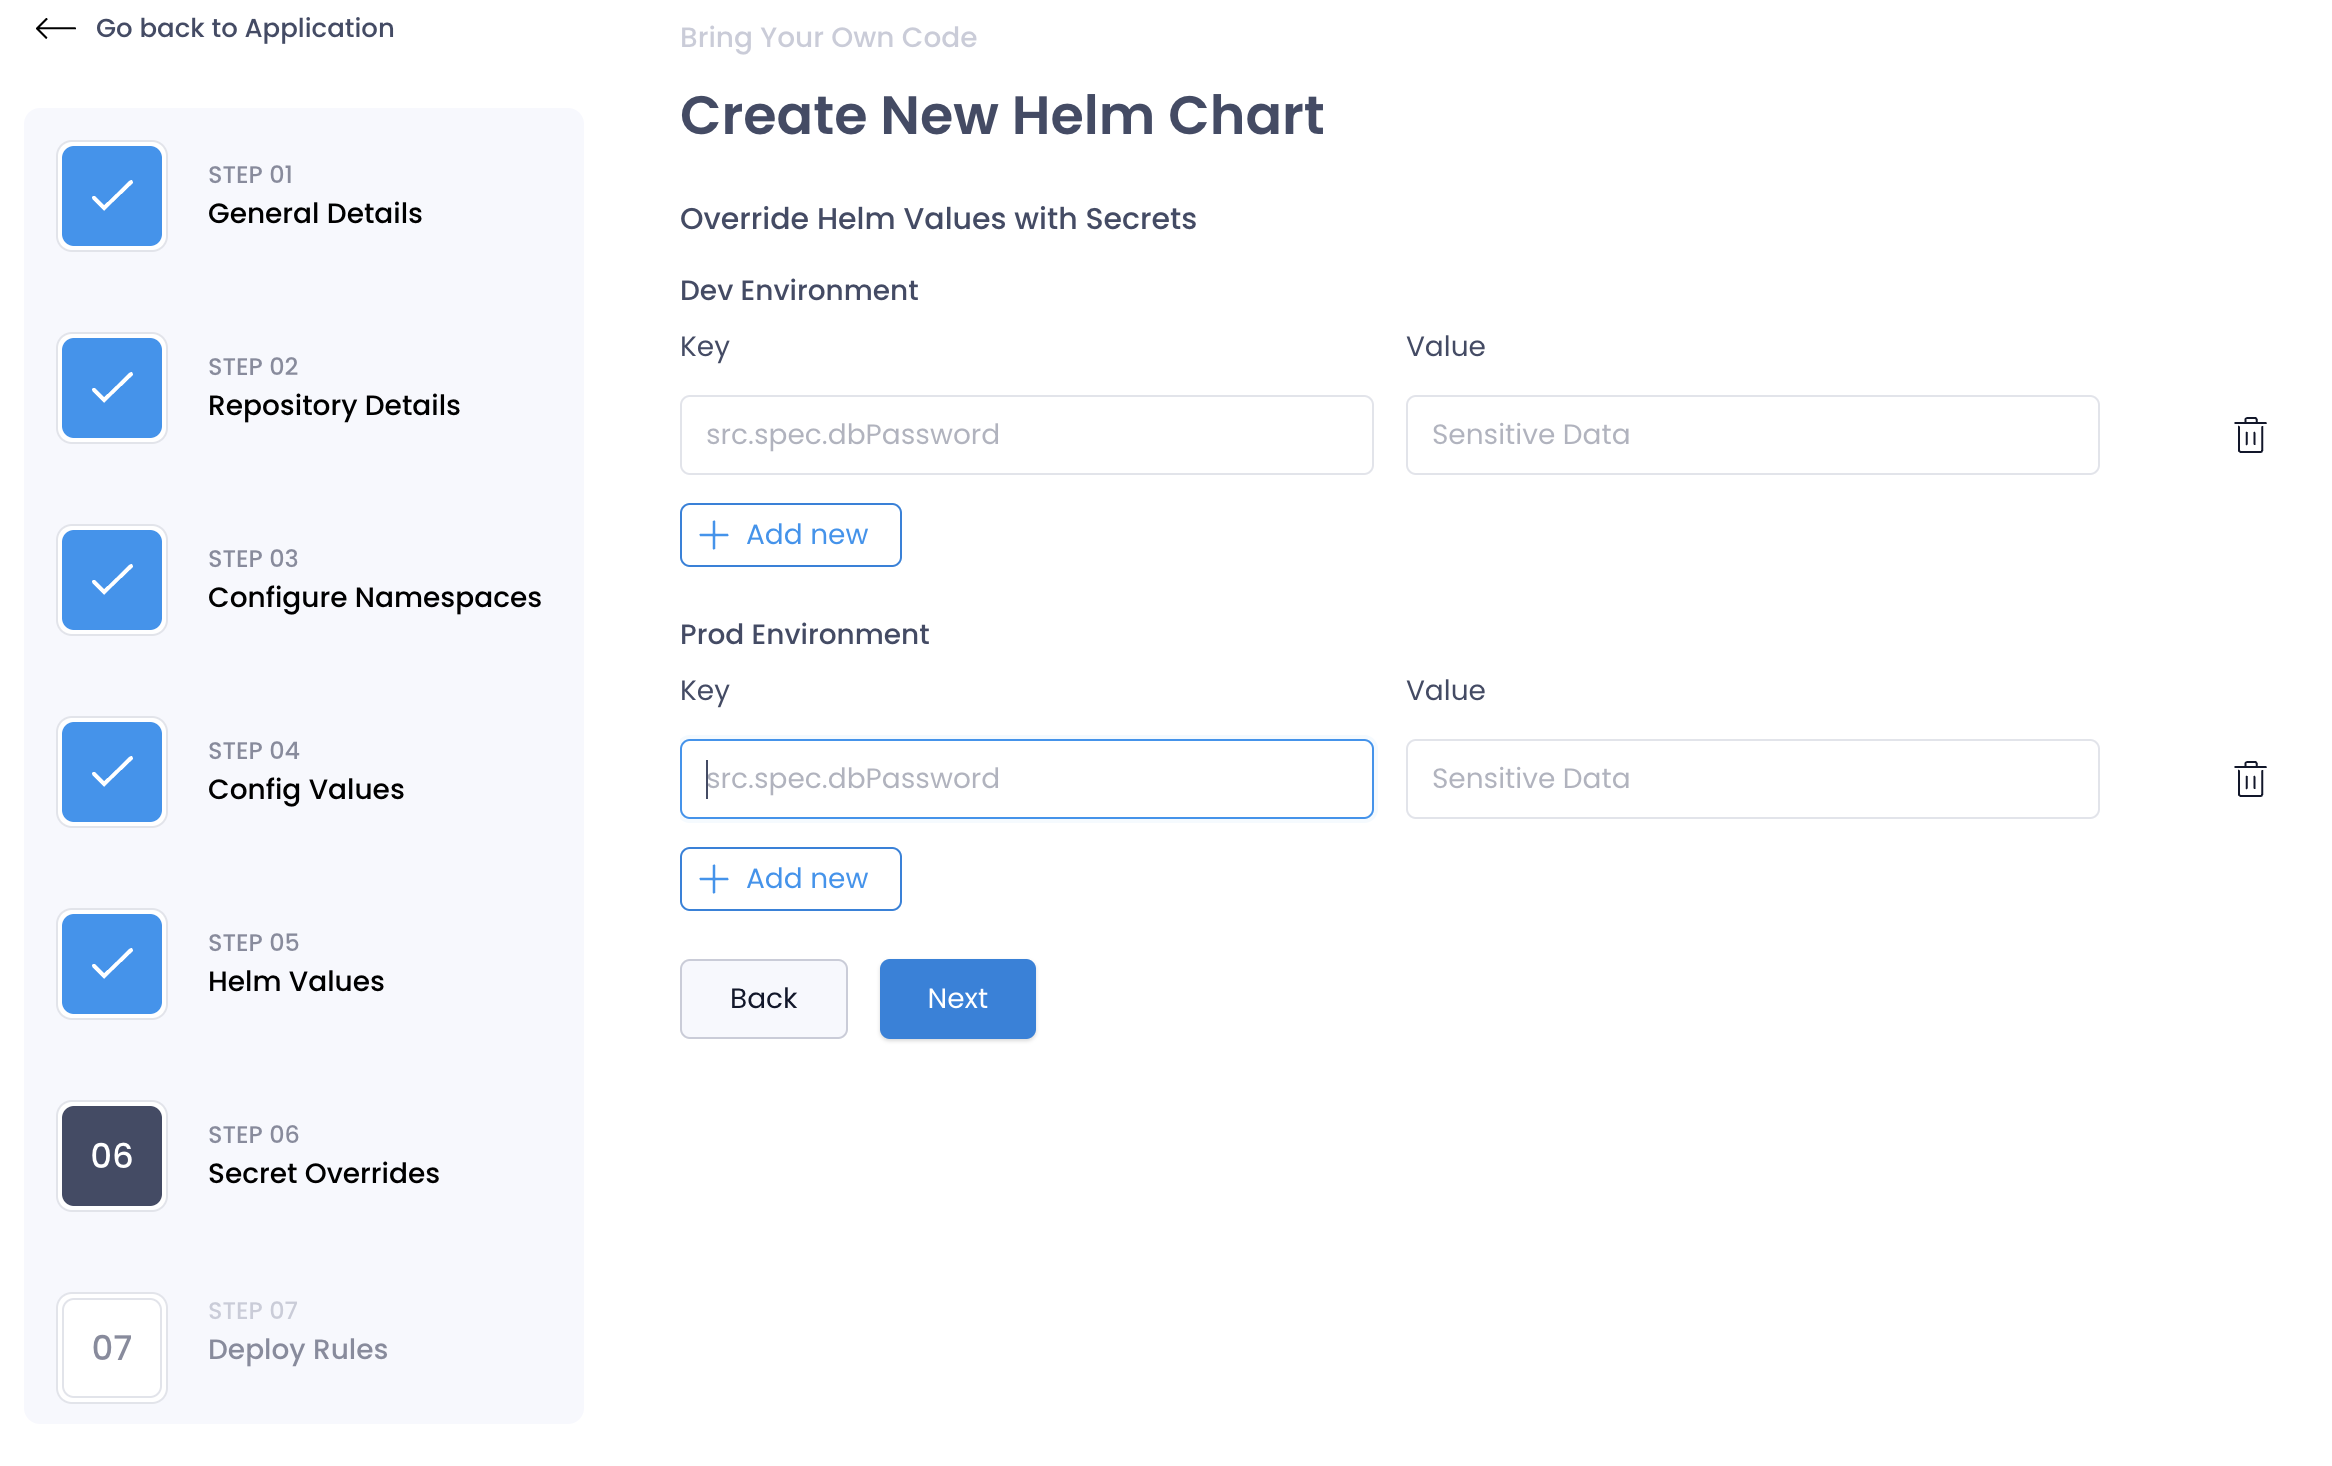 Go back to Application
STEP 01
General Details
STEP 02
Repository Details
STEP 03
Configure Namespaces
STEP 04
Config Values
STEP 05
Helm Values
06
STEP 06
Secret Overrides
07
STEP 07
Deploy Rules
Bring Your Own Code
Create New Helm Chart
Override Helm Values with Secrets
Dev Environment
Key Value
src.spec.dbPassword Sensitive Data
Add new
Prod Environment
Key Value
src.spec.dbPassword Sensitive Data
Add new
Back Next